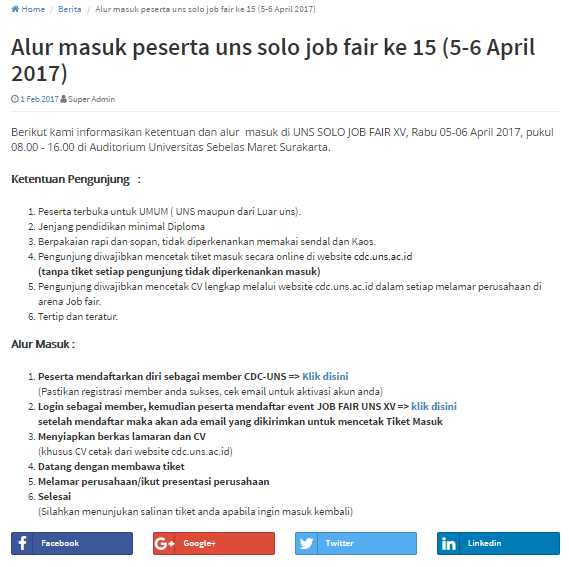 Home / Berita / Alur masuk peserta uns solo job fair ke 15 (5-6 April 2017)
Alur masuk peserta uns solo job fair ke 15 (5-6 April
2017)
1 Feb 2017 Super Admin
Berikut kami informasikan ketentuan dan alur masuk di UNS SOLO JOB FAIR XV, Rabu 05-06 April 2017, pukul
08.00 - 16.00 di Auditorium Universitas Sebelas Maret Surakarta.
Ketentuan Pengunjung :
1. Peserta terbuka untuk UMUM ( UNS maupun dari Luar uns).
2. Jenjang pendidikan minimal Diploma
3. Berpakaian rapi dan sopan, tidak diperkenankan memakai sendal dan Kaos.
4. Pengunjung diwajibkan mencetak tiket masuk secara online di website cdc.uns.ac.id
(tanpa tiket setiap pengunjung tidak diperkenankan masuk)
5. Pengunjung diwajibkan mencetak CV lengkap melalui website cdc.uns.ac.id dalam setiap melamar perusahaan di
arena Job fair.
6. Tertip dan teratur.
Alur Masuk :
1. Peserta mendaftarkan diri sebagai member CDC-UNS => Klik disini
(Pastikan registrasi member anda sukses, cek email untuk aktivasi akun anda)
2. Login sebagai member, kemudian peserta mendaftar event JOB FAIR UNS XV => klik disini
setelah mendaftar maka akan ada email yang dikirimkan untuk mencetak Tiket Masuk
3. Menyiapkan berkas lamaran dan CV
(khusus CV cetak dari website cdc.uns.ac.id)
4. Datang dengan membawa tiket
5. Melamar perusahaan/ikut presentasi perusahaan
6. Selesai
(Silahkan menunjukan salinan tiket anda apabila ingin masuk kembali)
Facebook
Google+
Twitter
Linkedin